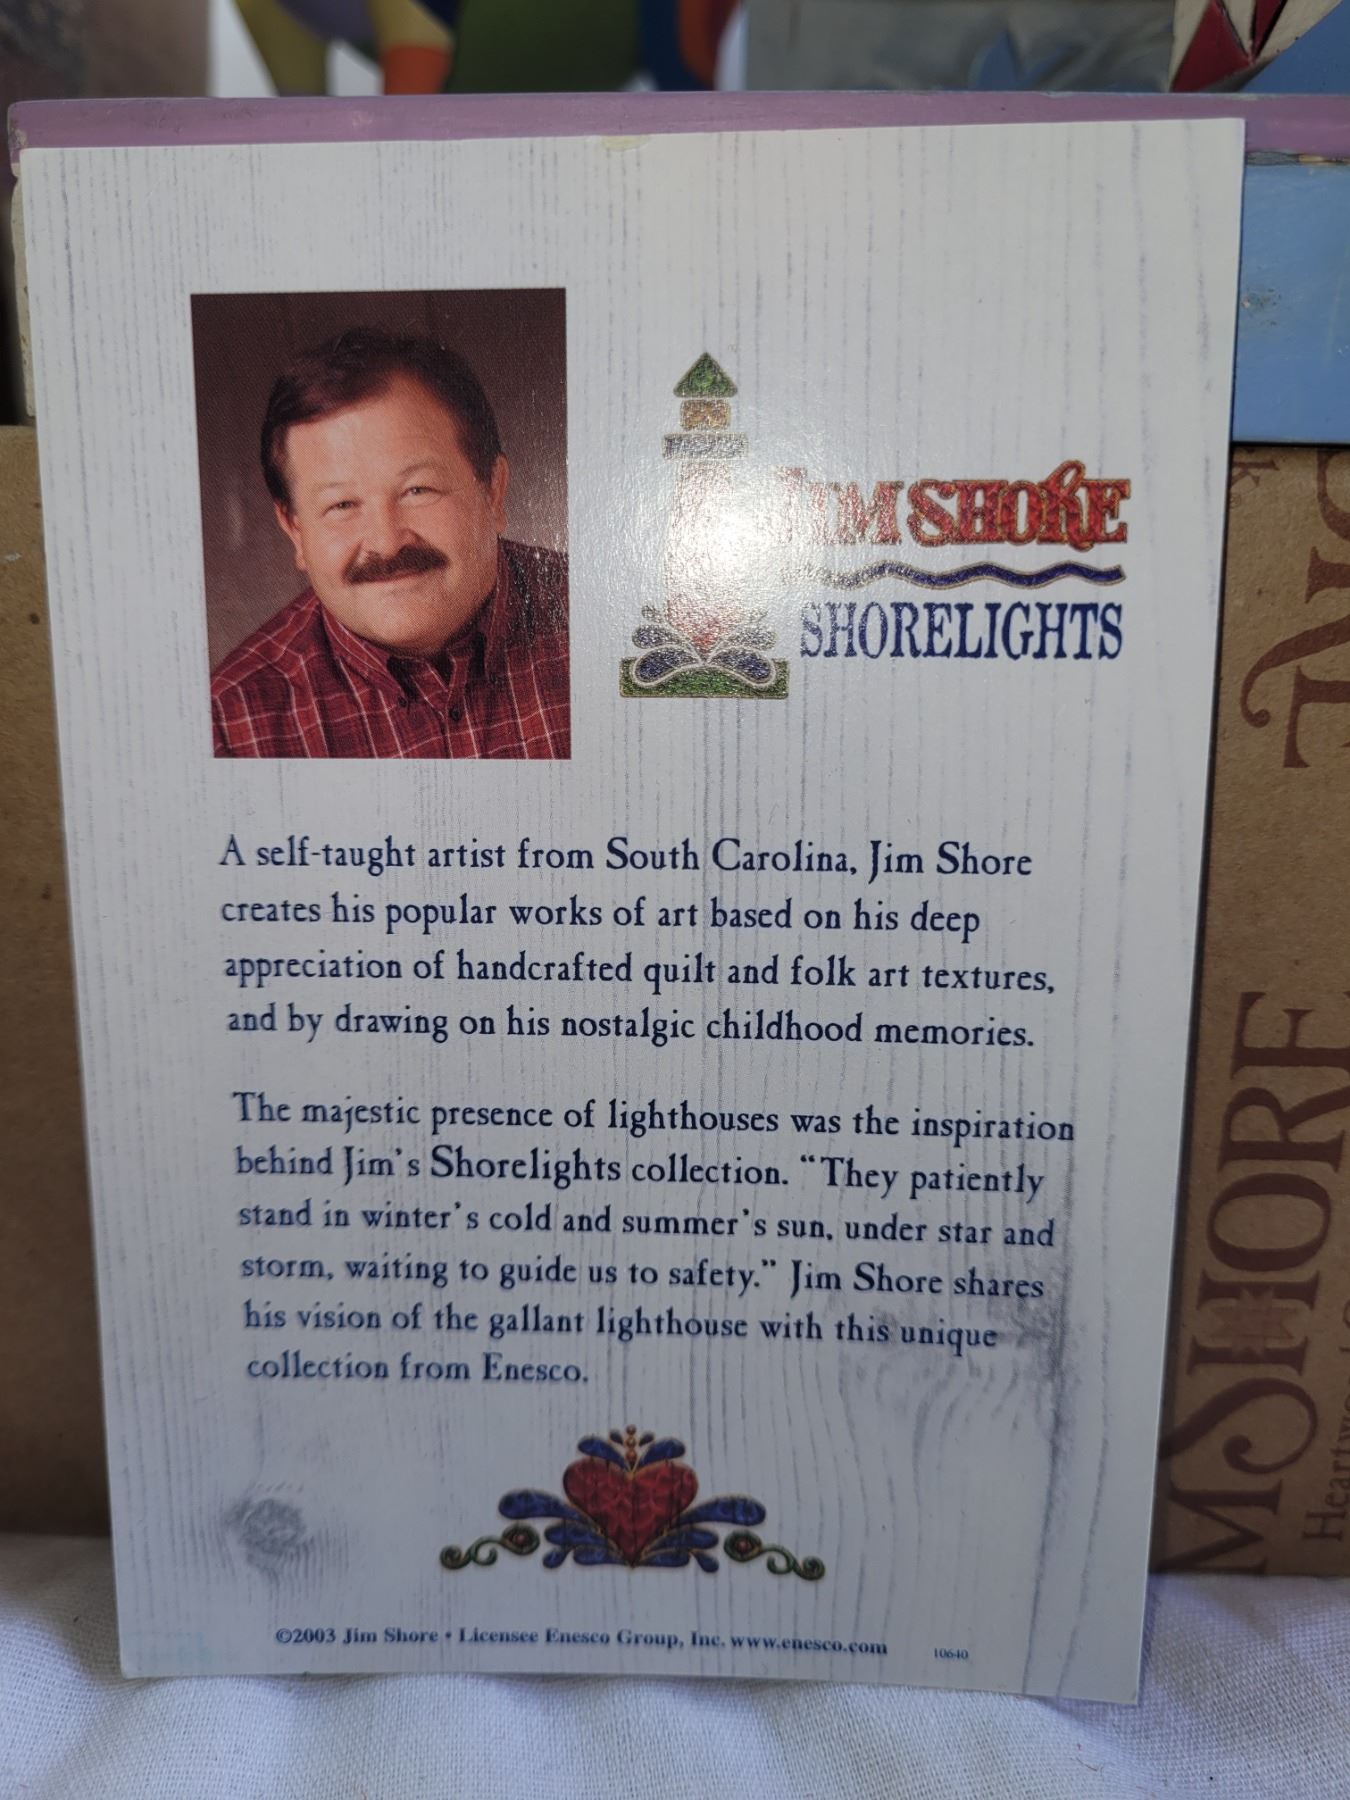 JIM SHORE
SHORELIGHTS
A self-taught artist from South Carolina, Jim Shore
creates his popular works of art based on his deep
appreciation of handcrafted quilt and folk art textures,
and by drawing on his nostalgic childhood memories.
The majestic presence of lighthouses was the inspiration
behind Jim's Shorelights collection. “They patiently
stand in winter's cold and summer's sun, under star and
storm, waiting to guide us to safety.” Jim Shore shares
his vision of the gallant lighthouse with this unique
collection from Enesco.
©2003 Jim Shore • Licensee Enesco Group, Inc. www.enesco.com 10640
M SHORE